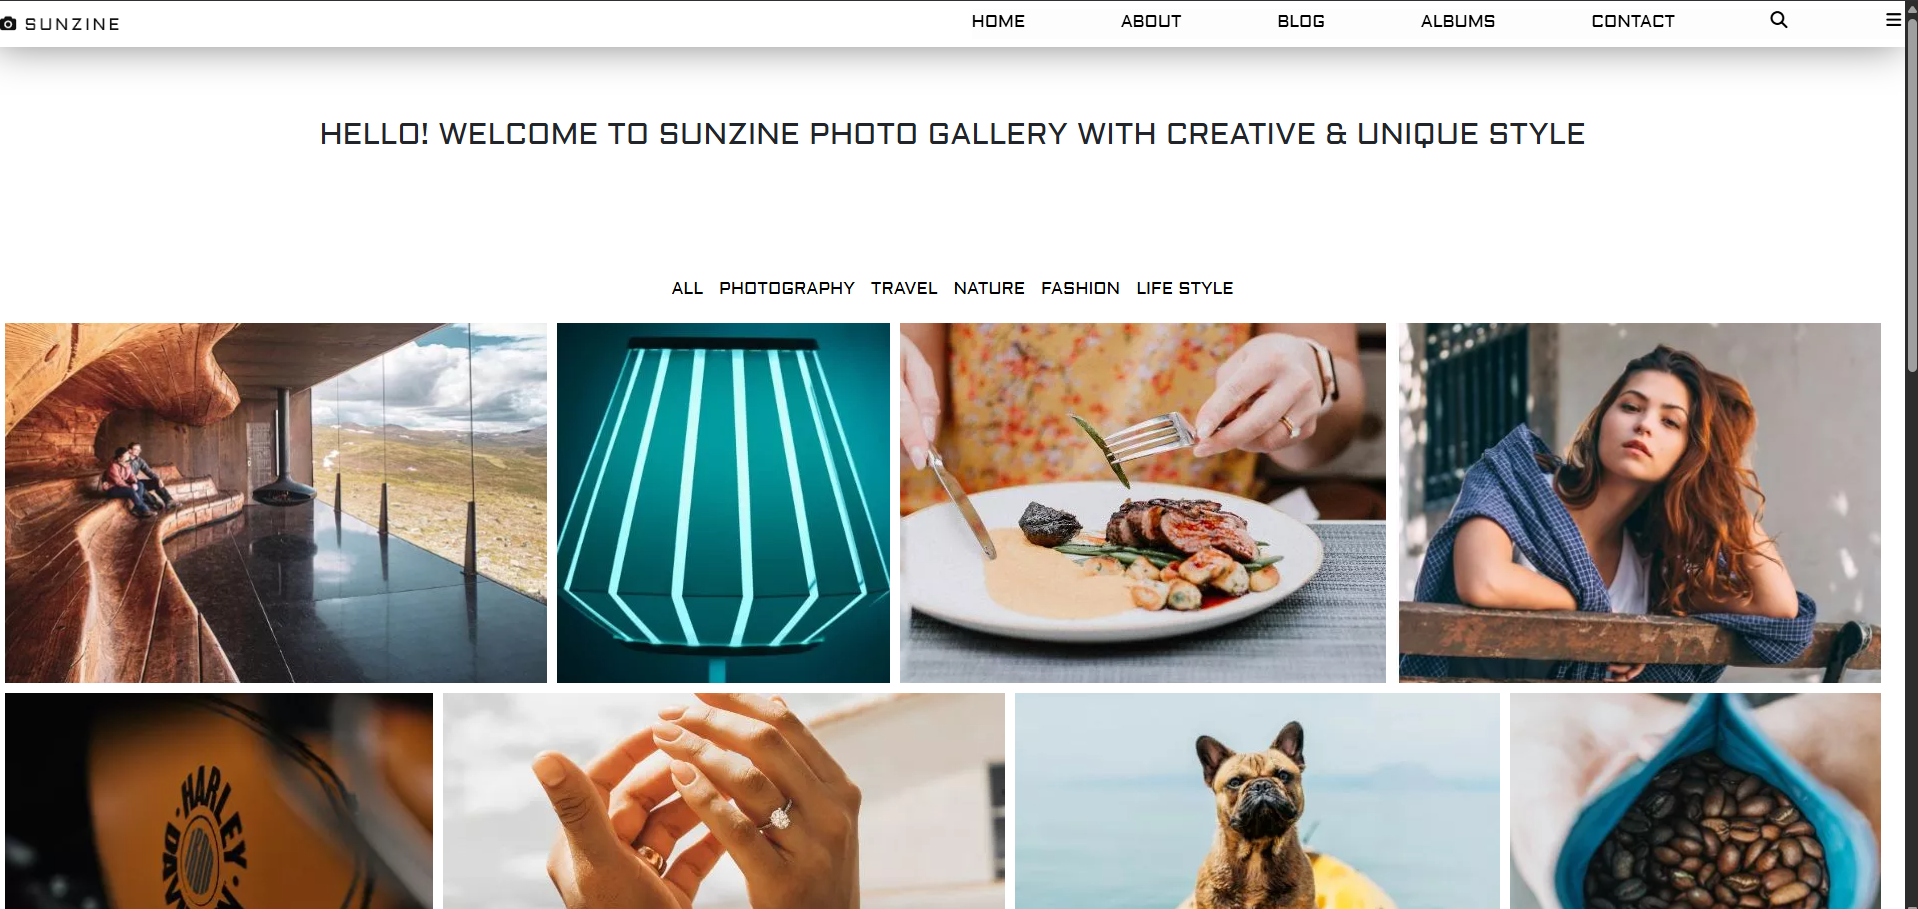 SUNZINE
HOME ABOUT BLOG ALBUMS CONTACT
HELLO! WELCOME TO SUNZINE PHOTO GALLERY WITH CREATIVE & UNIQUE STYLE
ALL PHOTOGRAPHY TRAVEL NATURE FASHION LIFE STYLE
HARLEY